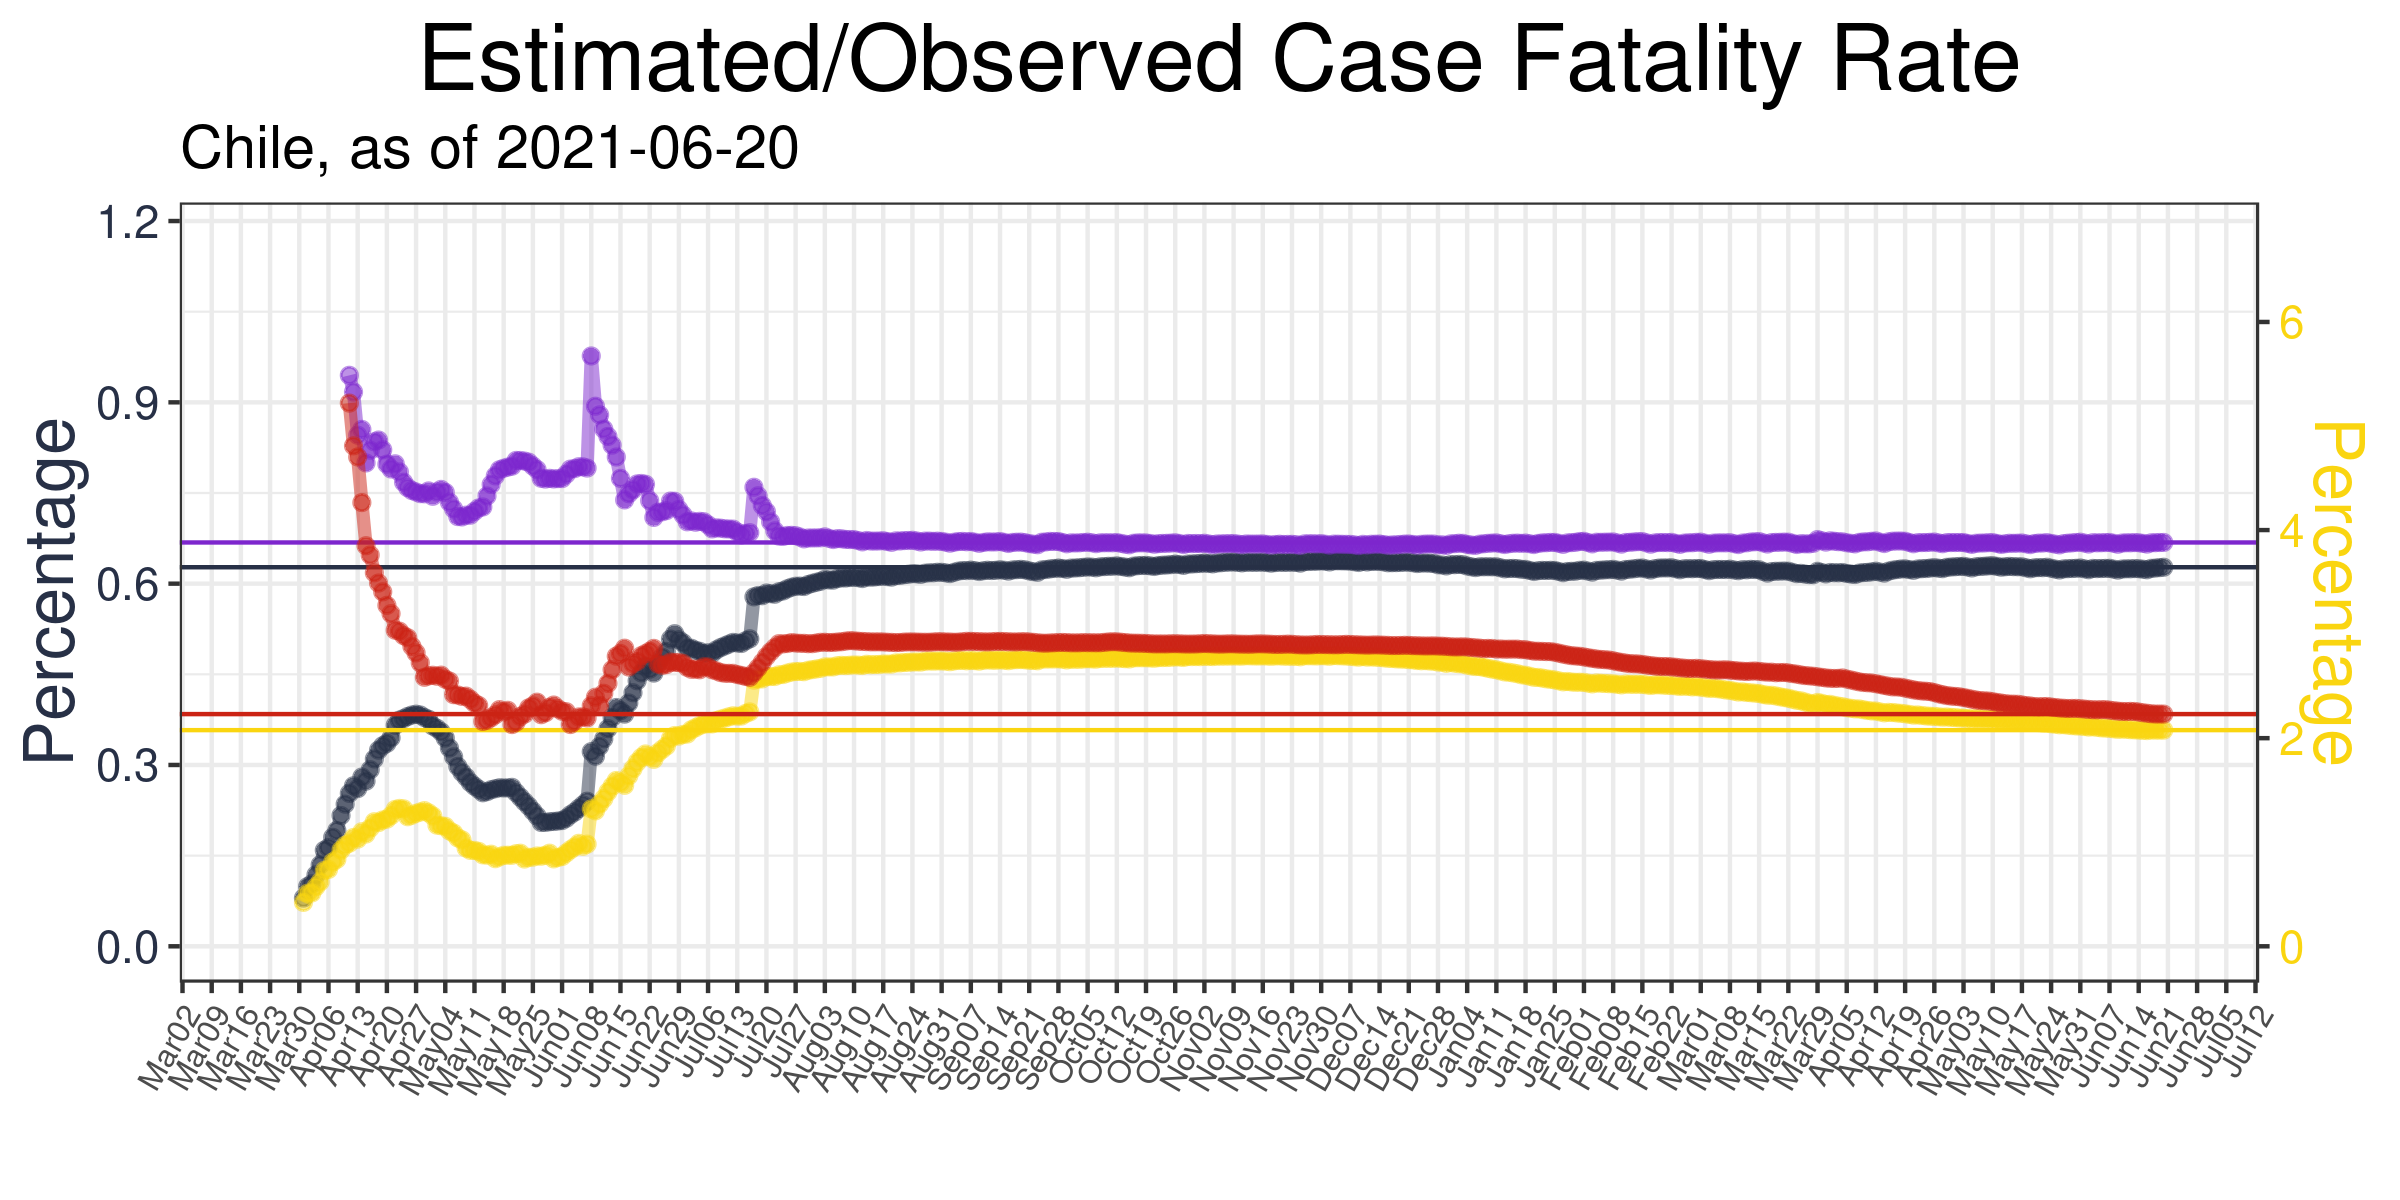 Estimated/Observed Case Fatality Rate
Chile, as of 2021-06-20
Percentage
1.2
0.9
0.6
0.3
0.0
6
4
2
0
Percentage
Mar02
Mar09
Mar16
Mar23
Mar30
Apr06
Apr13
Apr20
Apr27
May04
May11
May18
May25
Jun01
Jun08
Jun15
Jun22
Jun29
Jul06
Jul13
Jul20
Jul27
Aug03
Aug10
Aug17
Aug24
Aug31
Sep07
Sep14
Sep21
Sep28
Oct05
Oct12
Oct19
Oct26
Nov02
Nov09
Nov16
Nov23
Nov30
Dec07
Dec14
Dec21
Dec28
Jan04
Jan11
Jan18
Jan25
Feb01
Feb08
Feb15
Feb22
Mar01
Mar08
Mar15
Mar22
Mar29
Apr05
Apr12
Apr19
Apr26
May03
May10
May17
May24
May31
Jun07
Jun14
Jun21
Jun28
Jul05
Jul12